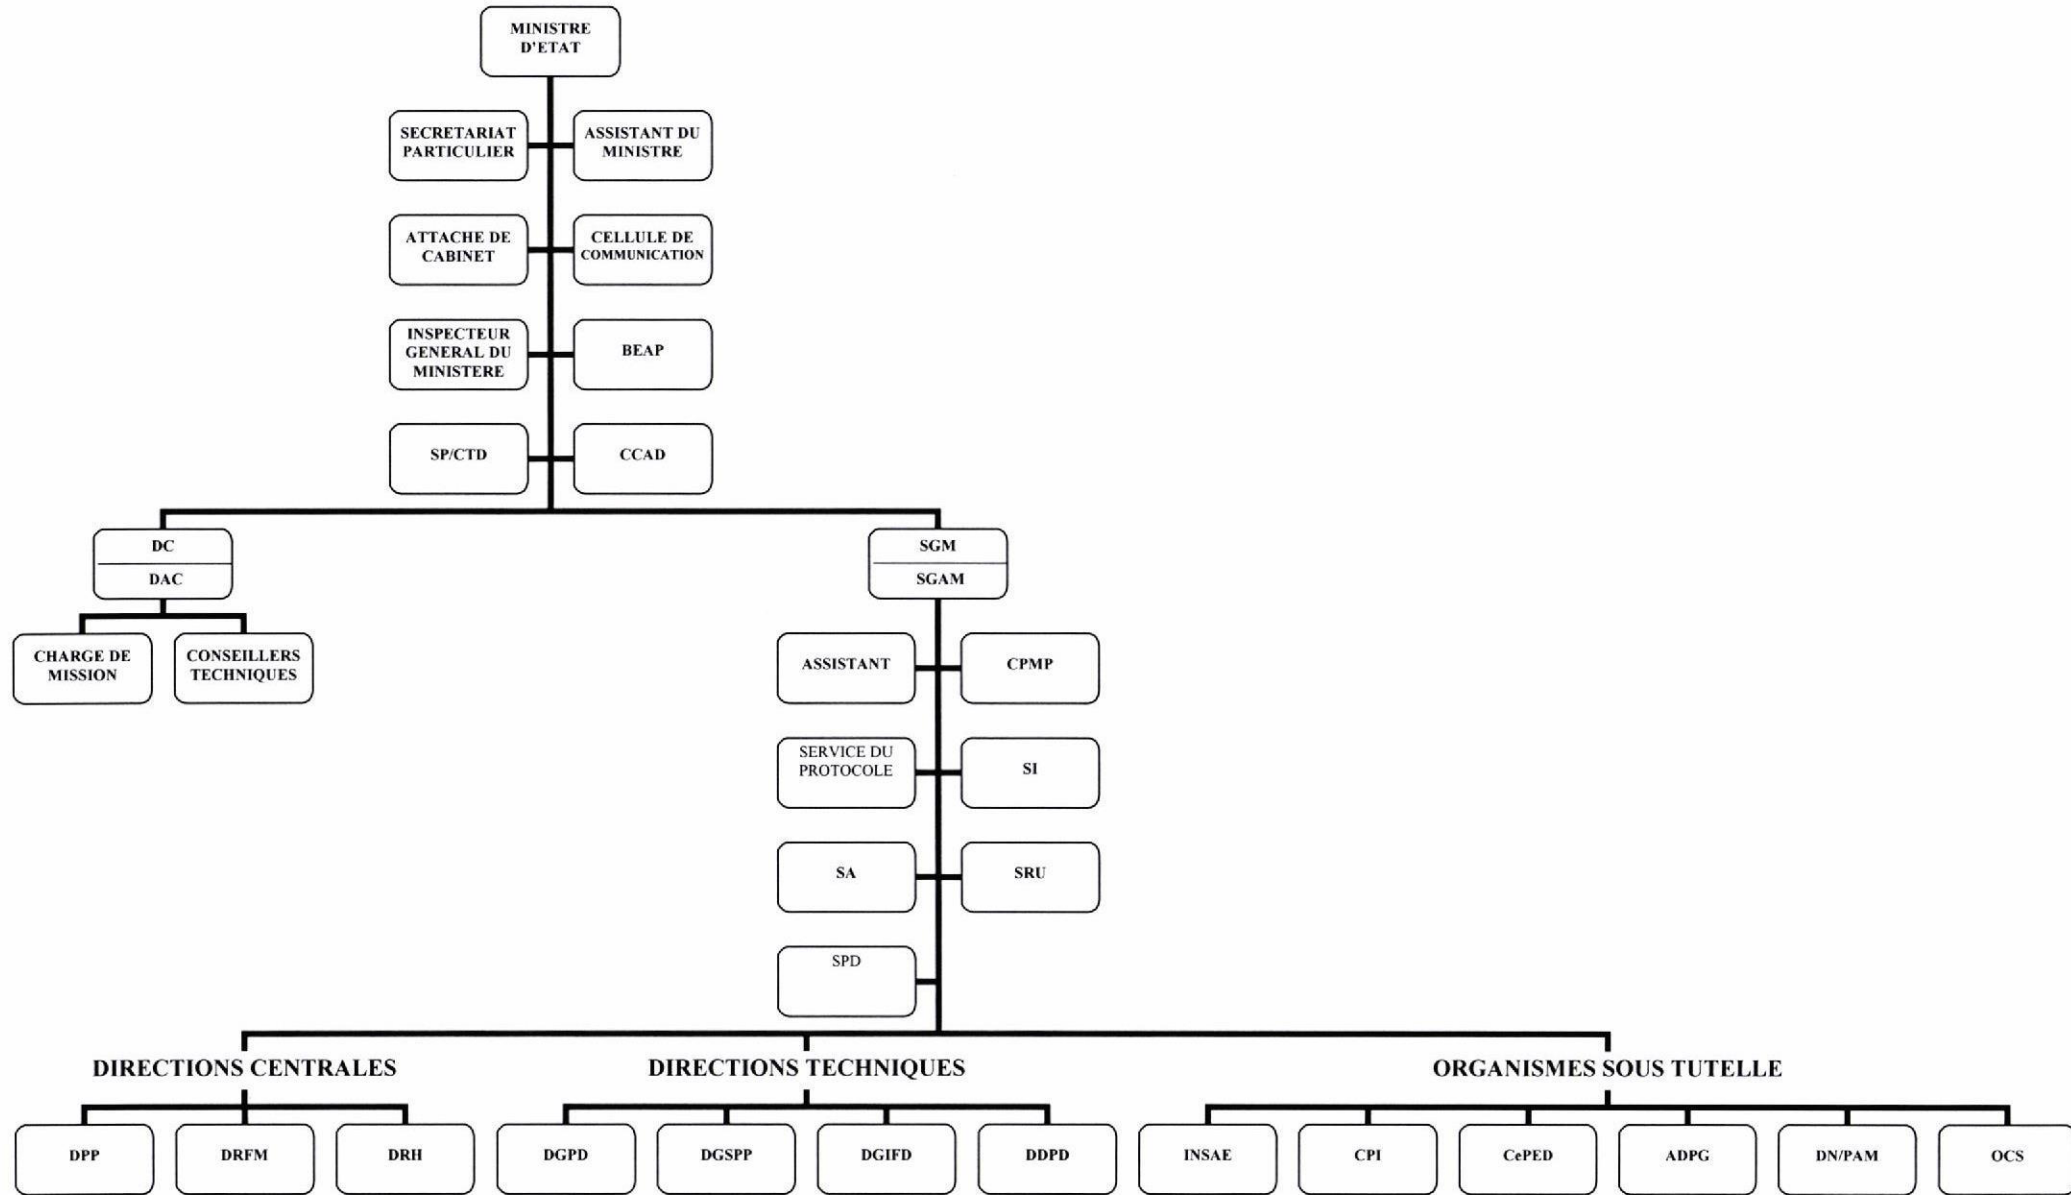 MINISTRE
D'ETAT
SECRETARIAT
PARTICULIER
ASSISTANT DU
MINISTRE
ATTACHE DE
CABINET
CELLULE DE
COMMUNICATION
INSPECTEUR
GENERAL DU
MINISTERE
BEAP
SP/CTD
CCAD
DC
DAC
SGM
SGAM
CHARGE DE
MISSION
CONSEILLERS
TECHNIQUES
ASSISTANT
CPMP
SERVICE DU
PROTOCOLE
SI
SA
SRU
SPD
DIRECTIONS CENTRALES
DIRECTIONS TECHNIQUES
ORGANISMES SOUS TUTELLE
DPP
DRFM
DRH
DGPD
DGSPP
DGIFD
DDPD
INSAE
CPI
CePED
ADPG
DN/PAM
OCS